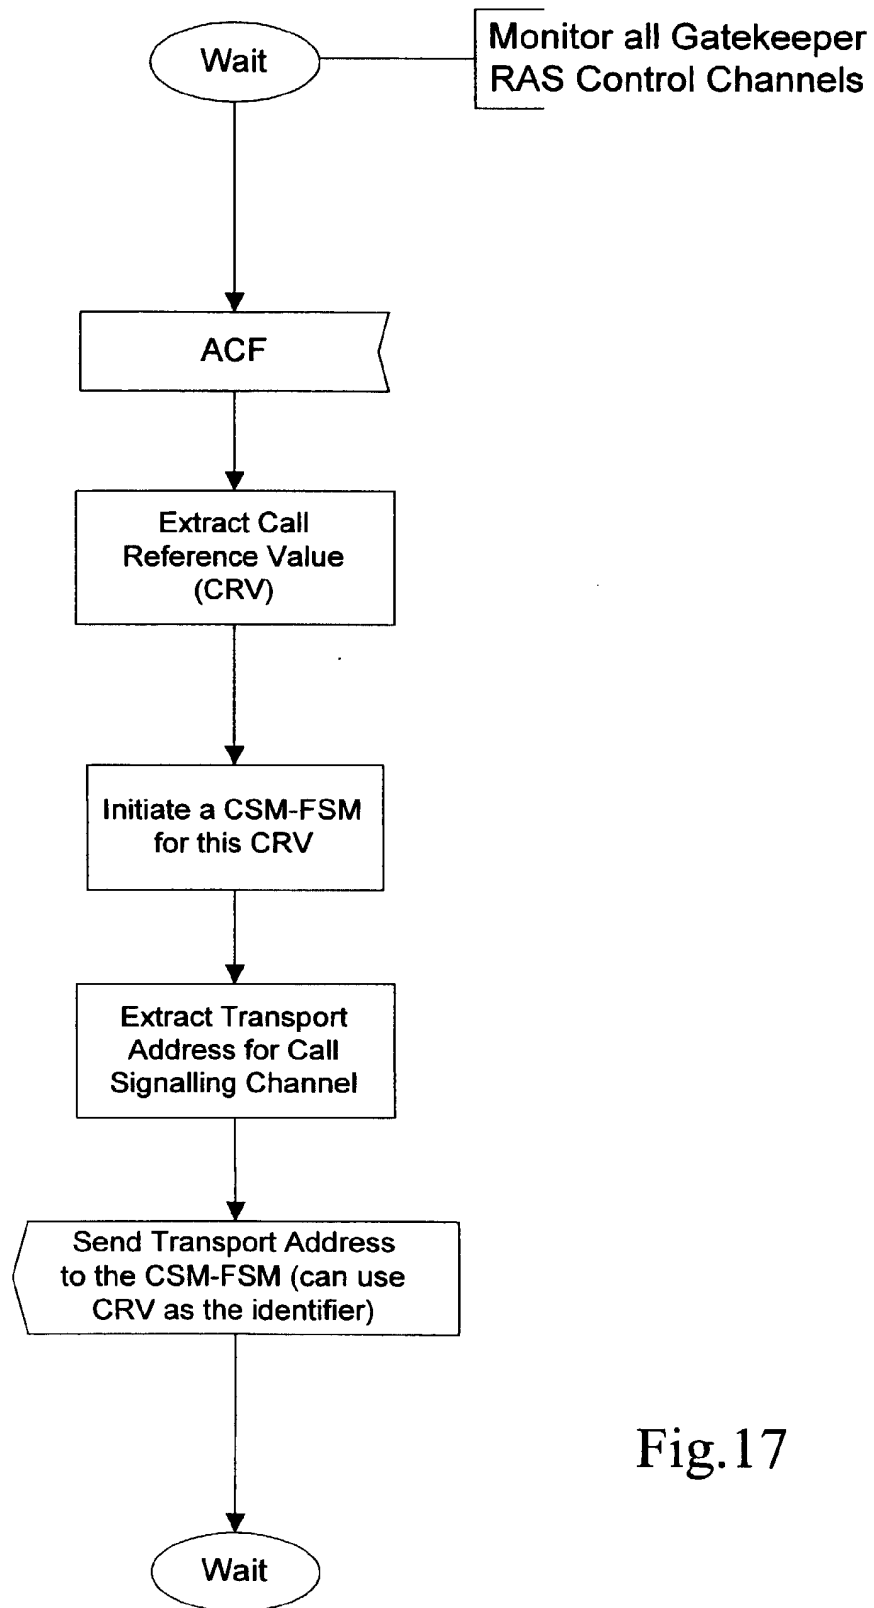 Wait
Monitor all Gatekeeper
RAS Control Channels
ACF
Extract Call
Reference Value
(CRV)
Initiate a CSM-FSM
for this CRV
Extract Transport
Address for Call
Signalling Channel
Send Transport Address
to the CSM-FSM (can use
CRV as the identifier)
Wait
Fig.17